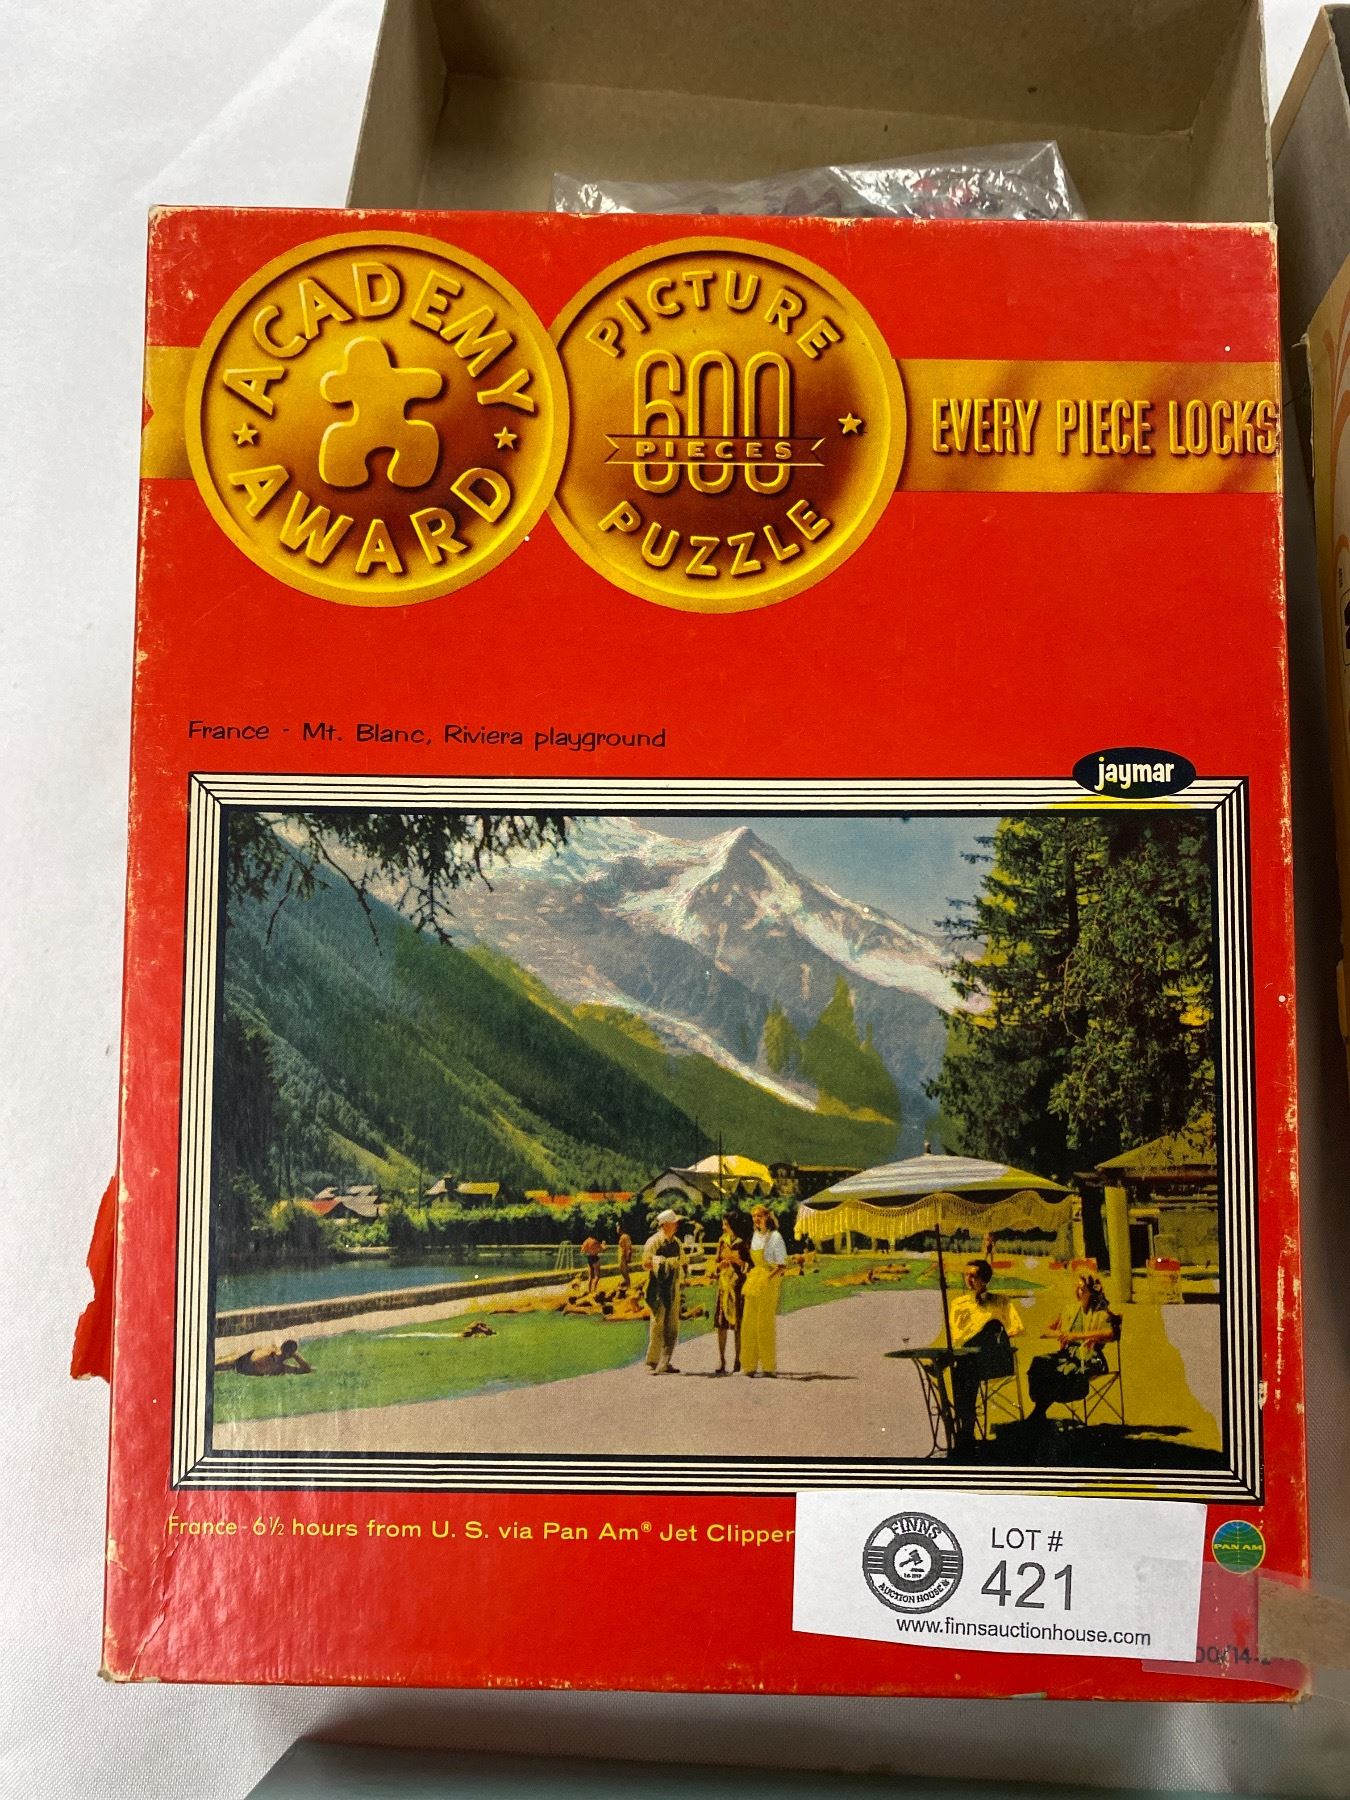 ACADEMY
AWARD
PICTURE
600
PIECES
PUZZLE
EVERY PIECE LOCKS
France - Mt. Blanc, Riviera playground
jaymar
France - 6½ hours from U. S. via Pan Am® Jet Clipper
PAN AM
FINNS
AUCTION HOUSE
LOT #
421
www.finnsauctionhouse.com